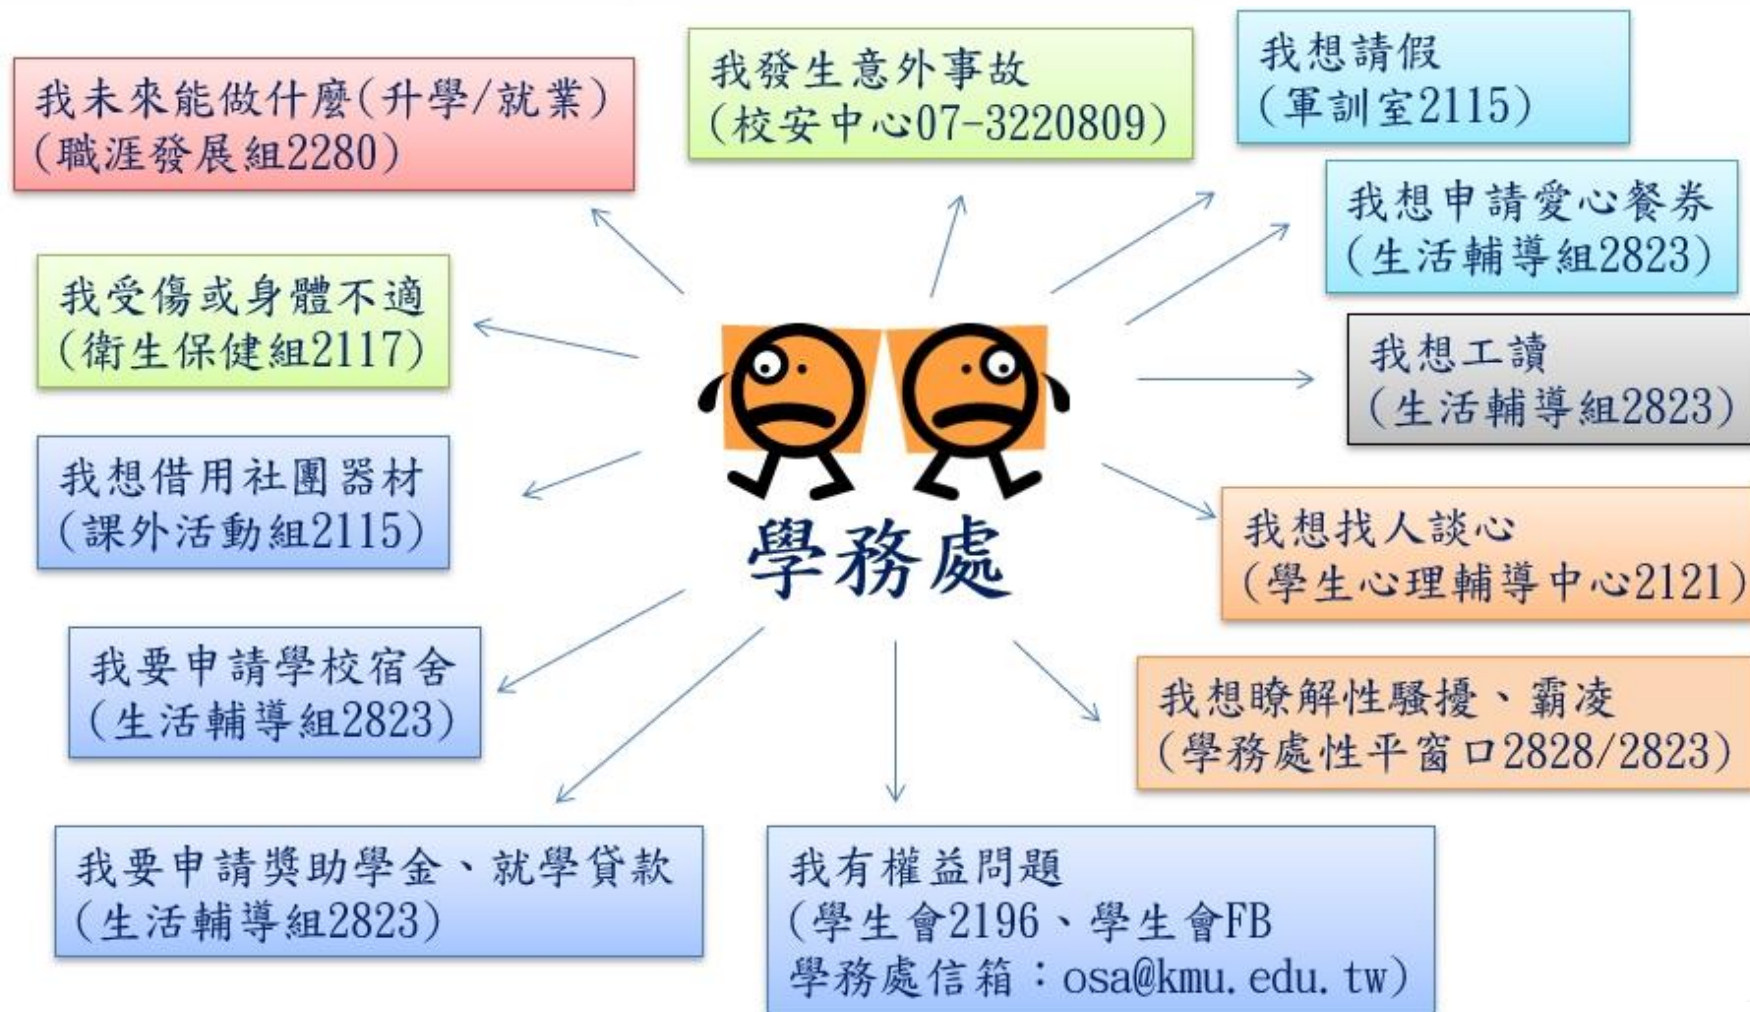 我未來能做什麼(升學/就業)
(職涯發展組2280)
我發生意外事故
(校安中心07-3220809)
我想請假
(軍訓室2115)
我想申請愛心餐券
(生活輔導組2823)
我受傷或身體不適
(衛生保健組2117)
我想工讀
(生活輔導組2823)
我想借用社團器材
(課外活動組2115)
學務處
我想找人談心
(學生心理輔導中心2121)
我要申請學校宿舍
(生活輔導組2823)
我想瞭解性騷擾、霸凌
(學務處性平窗口2828/2823)
我要申請獎助學金、就學貸款
(生活輔導組2823)
我有權益問題
(學生會2196、學生會FB
學務處信箱：osa@kmu.edu.tw)